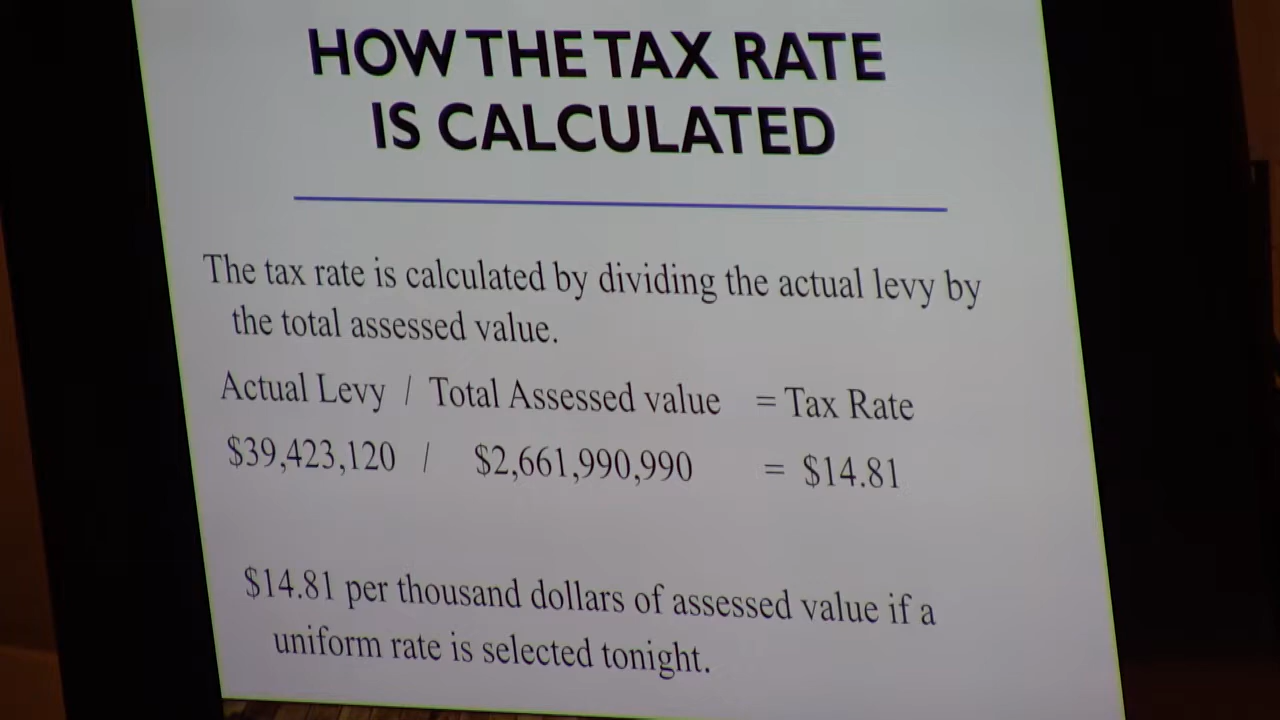 HOW THE TAX RATE
IS CALCULATED
The tax rate is calculated by dividing the actual levy by
the total assessed value.
Actual Levy / Total Assessed value = Tax Rate
$39,423,120 / $2,661,990,990 = $14.81
$14.81 per thousand dollars of assessed value if a
uniform rate is selected tonight.